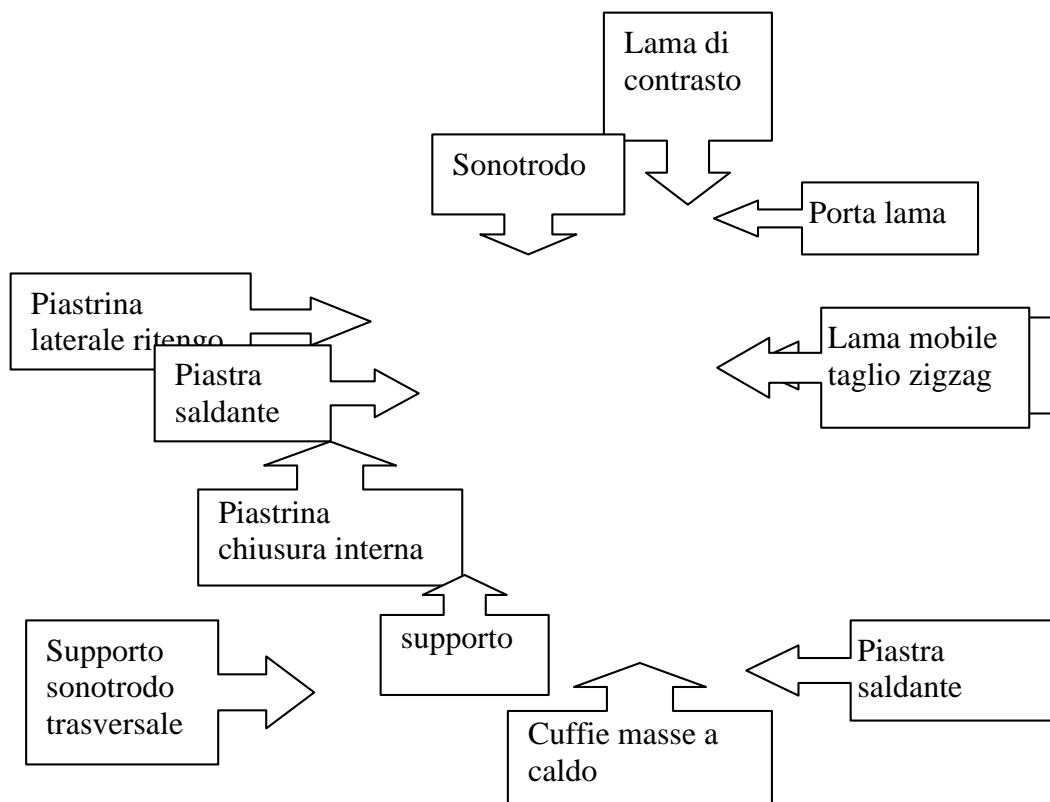 Lama di
contrasto
Sonotrodo
Porta lama
Piastrina
laterale ritengo
Lama mobile
taglio zigzag
Piastra
saldante
Piastrina
chiusura interna
supporto
Supporto
sonotrodo
trasversale
Piastra
saldante
Cuffie masse a
caldo